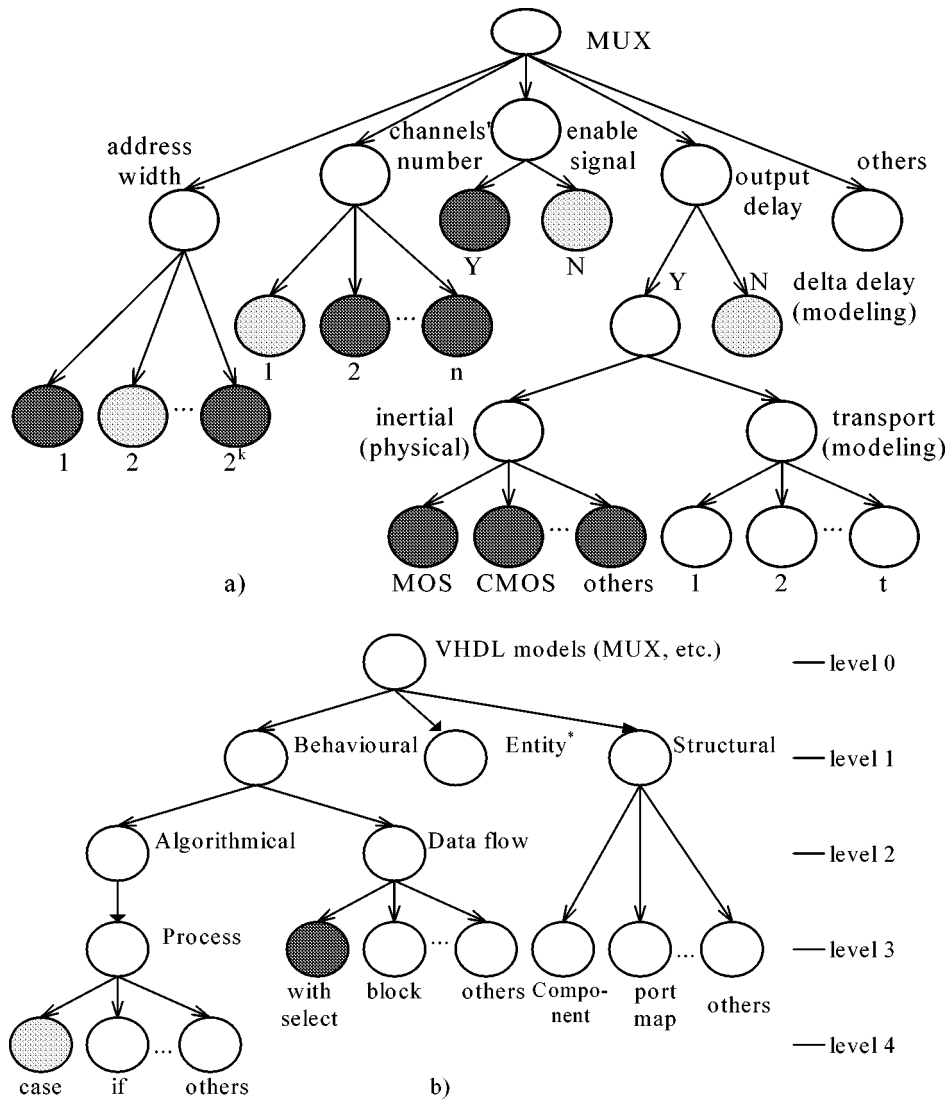 MUX
address
width
channels'
number
enable
signal
output
delay
others
Y
N
Y
N
delta delay
(modeling)
1
2
...
n
1
2
...
2^k
inertial
(physical)
transport
(modeling)
...
...
MOS
CMOS
others
1
2
t
a)
VHDL models (MUX, etc.)
level 0
Behavioural
Entity*
Structural
level 1
Algorithmical
Data flow
level 2
Process
...
...
level 3
with
select
block
others
Compo-
nent
port
map
others
...
level 4
case
if
others
b)